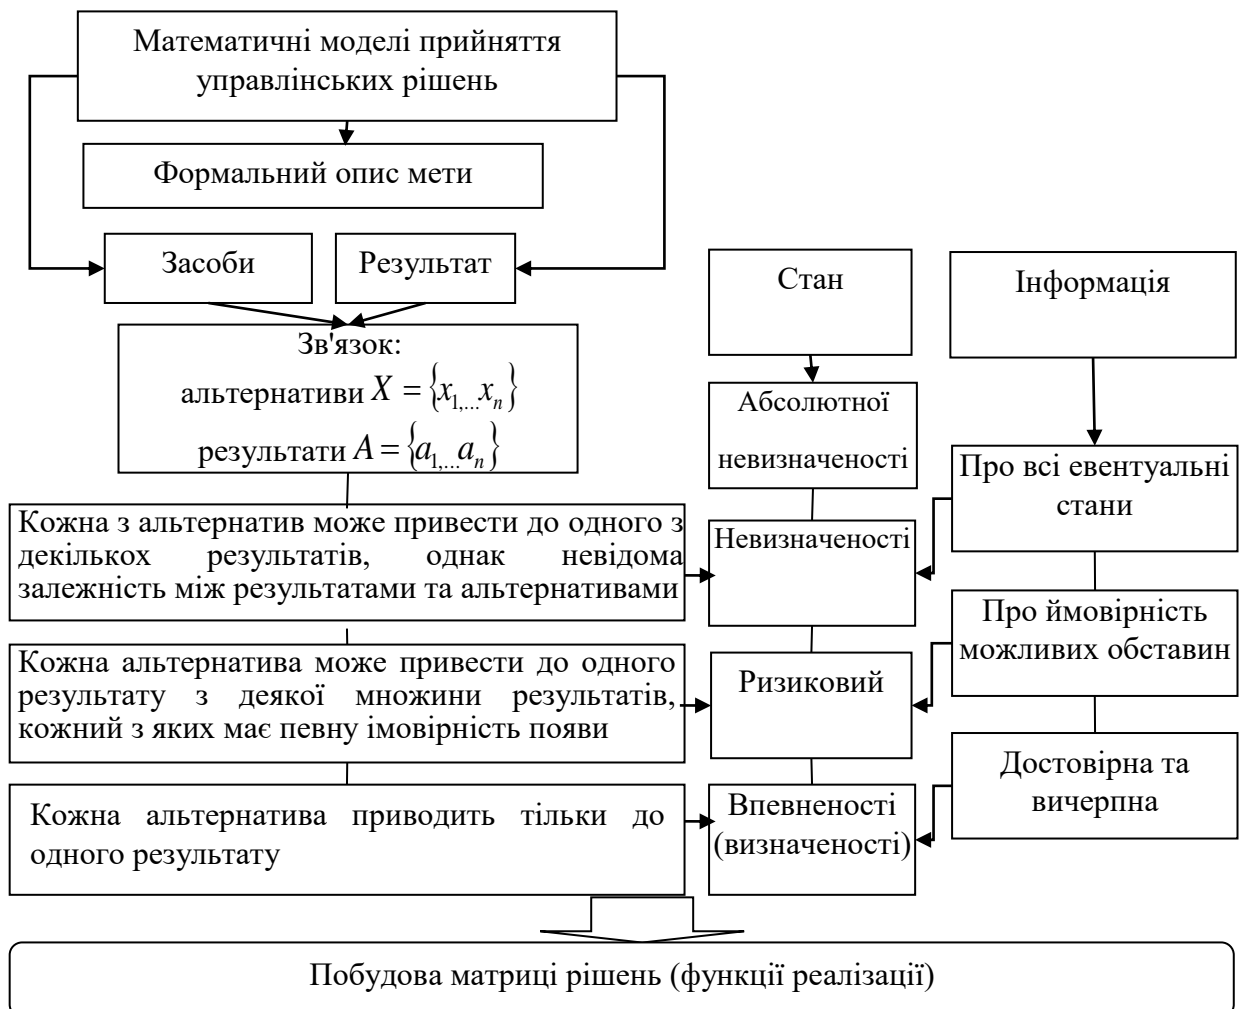 Математичні моделі прийняття
управлінських рішень
Формальний опис мети
Засоби
Результат
Стан
Інформація
Зв'язок:
альтернативи X = {x₁,...xₙ}
результати A = {a₁,...aₙ}
Абсолютної
невизначеності
Про всі евентуальні
стани
Кожна з альтернатив може привести до одного з
декількох результатів, однак невідома
залежність між результатами та альтернативами
Невизначеності
Про ймовірність
можливих обставин
Кожна альтернатива може привести до одного
результату з деякої множини результатів,
кожний з яких має певну імовірність появи
Ризиковий
Достовірна та
вичерпна
Кожна альтернатива приводить тільки до
одного результату
Впевненості
(визначеності)
Побудова матриці рішень (функції реалізації)